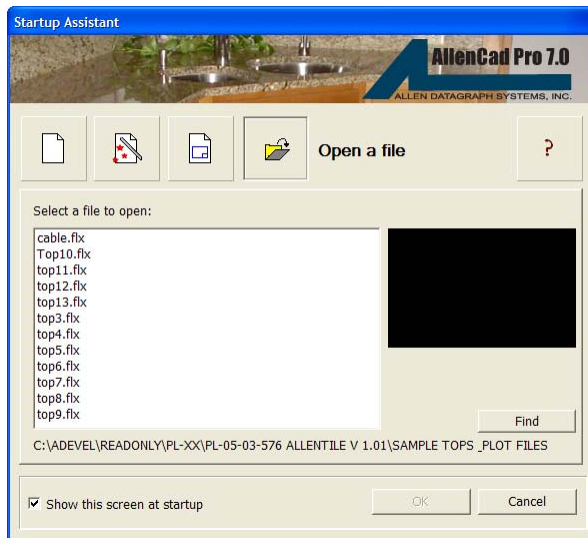 Startup Assistant
AllenCad Pro 7.0
ALLEN DATAGRAPH SYSTEMS, INC.
Open a file
?
Select a file to open:
cable.flx
Top10.flx
top11.flx
top12.flx
top13.flx
top3.flx
top4.flx
top5.flx
top6.flx
top7.flx
top8.flx
top9.flx
Find
C:\ADEVEL\READONLY\PL-XX\PL-05-03-576 ALLENTILE V 1.01\SAMPLE TOPS _PLOT FILES
Show this screen at startup
OK
Cancel